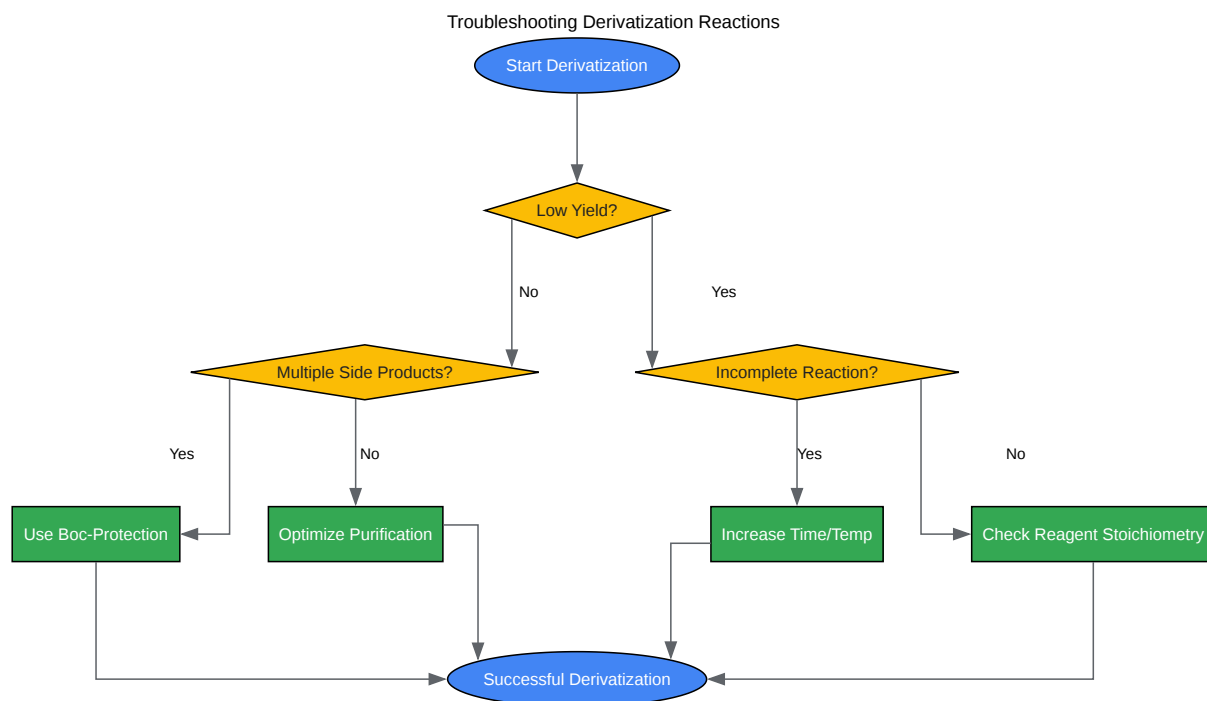 Troubleshooting Derivatization Reactions
Start Derivatization
Low Yield?
No
Yes
Multiple Side Products?
Incomplete Reaction?
Yes
No
Yes
No
Use Boc-Protection
Optimize Purification
Increase Time/Temp
Check Reagent Stoichiometry
Successful Derivatization